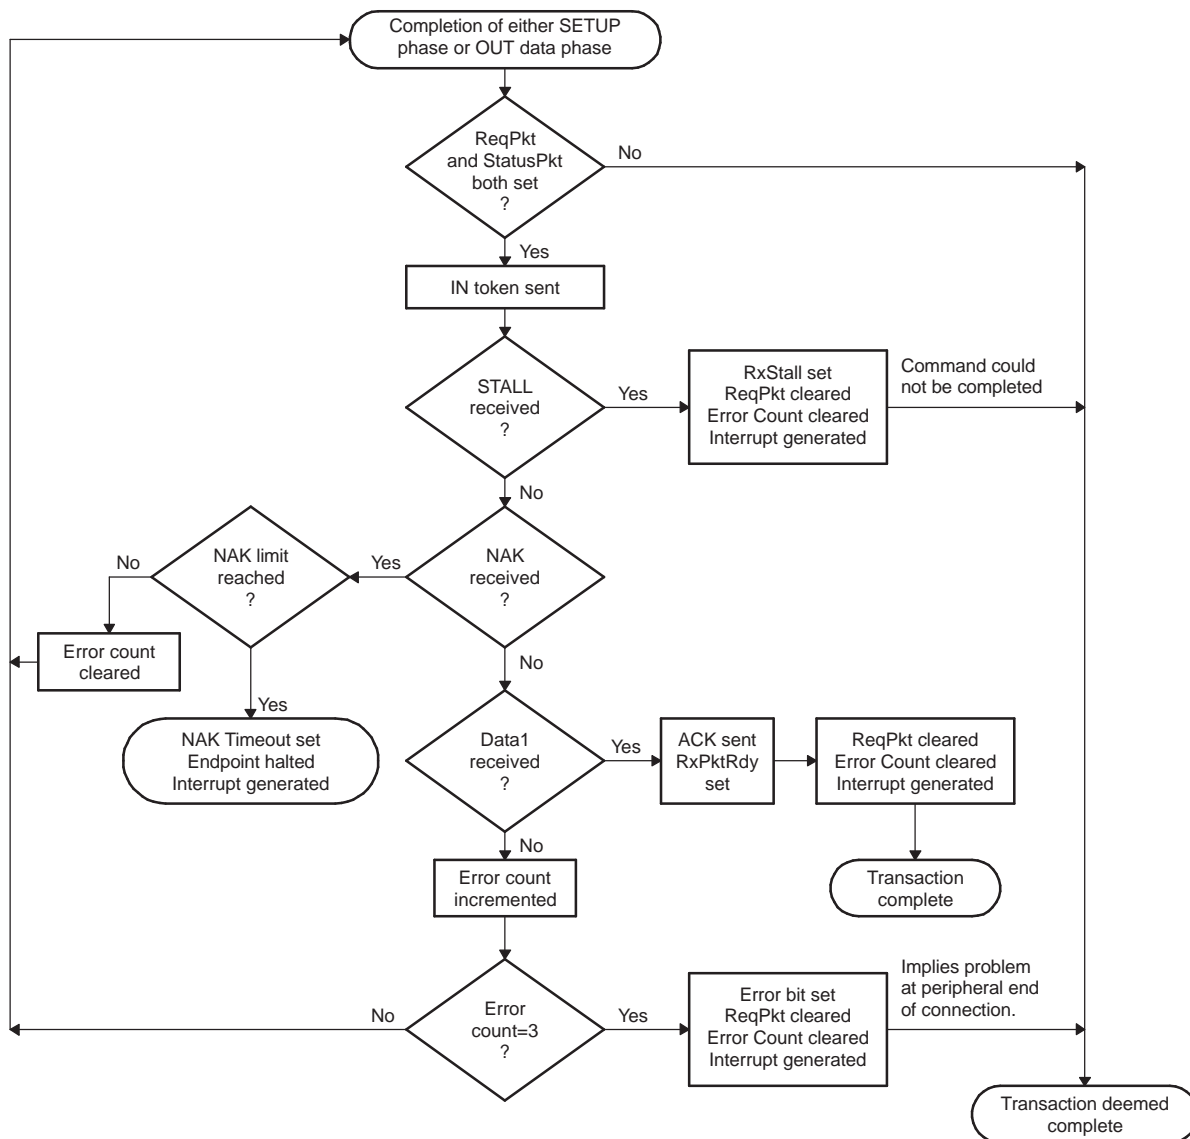 Completion of either SETUP
phase or OUT data phase
ReqPkt
and StatusPkt
both set
?
No
Yes
IN token sent
STALL
received
?
Yes
RxStall set
ReqPkt cleared
Error Count cleared
Interrupt generated
Command could
not be completed
No
NAK
received
?
Yes
NAK limit
reached
?
No
Error count
cleared
Yes
NAK Timeout set
Endpoint halted
Interrupt generated
No
Data1
received
?
Yes
ACK sent
RxPktRdy
set
ReqPkt cleared
Error Count cleared
Interrupt generated
Transaction
complete
No
Error count
incremented
Error
count=3
?
No
Yes
Error bit set
ReqPkt cleared
Error Count cleared
Interrupt generated
Implies problem
at peripheral end
of connection.
Transaction deemed
complete